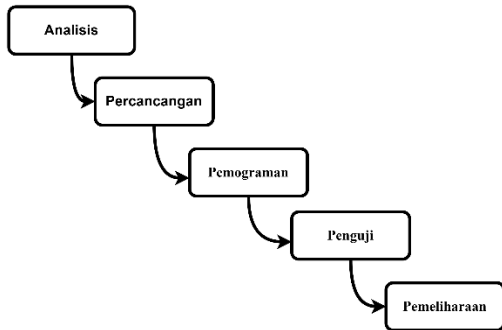 Analisis
Percancangan
Pemograman
Penguji
Pemeliharaan